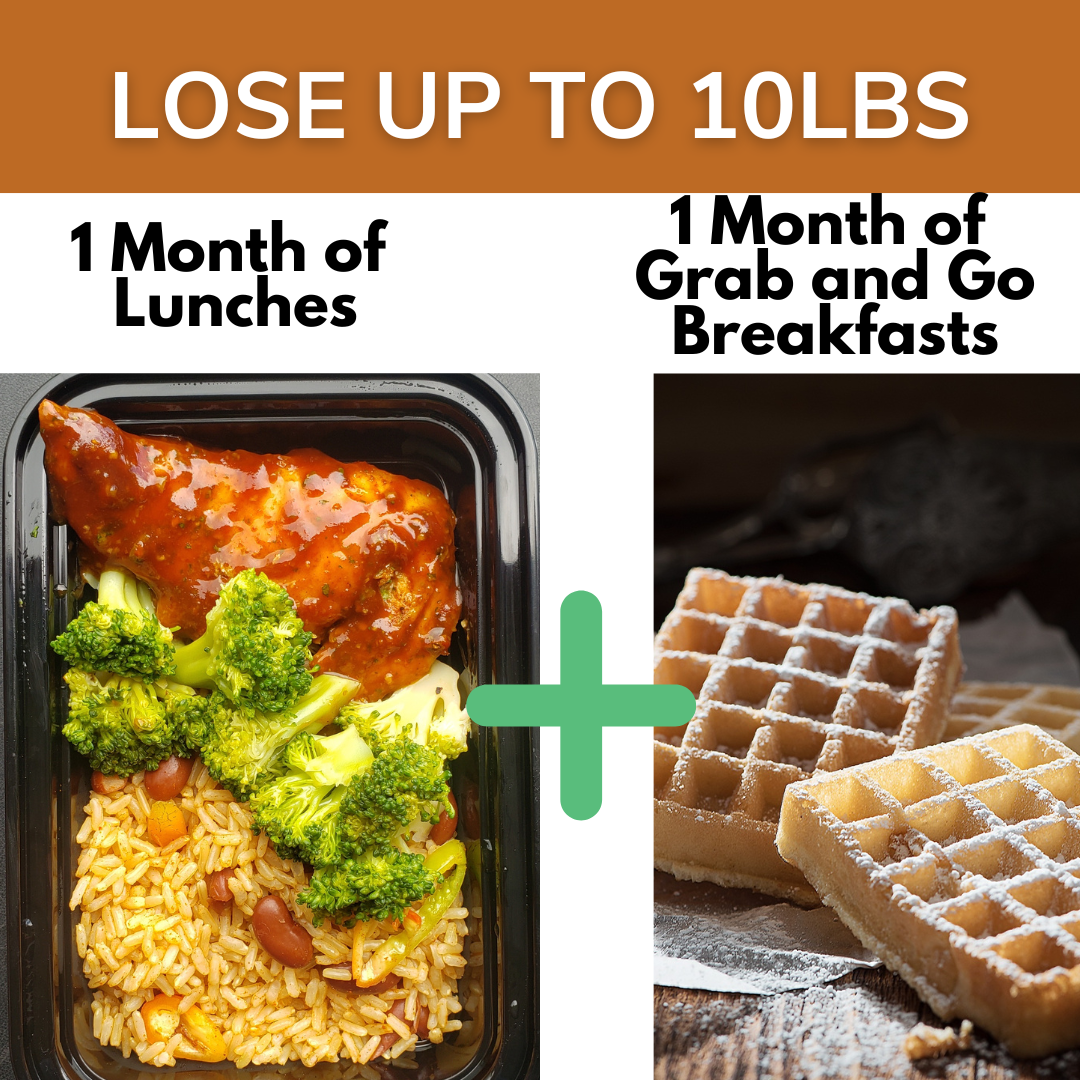 LOSE UP TO 10LBS
1 Month of
Lunches
1 Month of
Grab and Go
Breakfasts